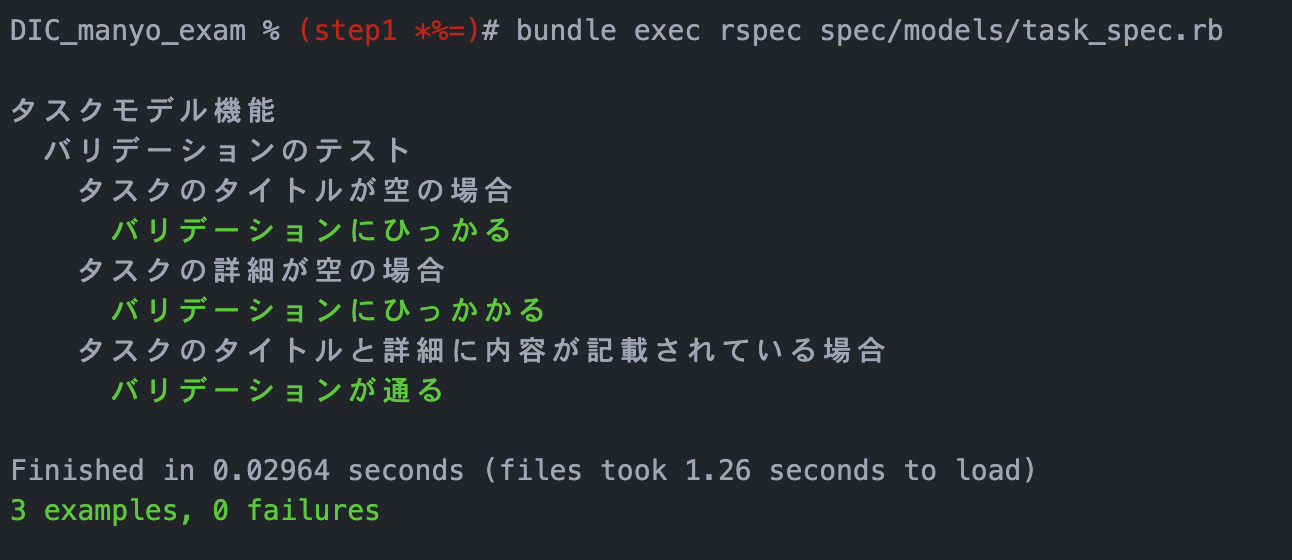 DIC_manyo_exam % (step1 *%=)# bundle exec rspec spec/models/task_spec.rb
タスクモデル機能
バリデーションのテスト
タスクのタイトルが空の場合
バリデーションにひっかる
タスクの詳細が空の場合
バリデーションにひっかかる
タスクのタイトルと詳細に内容が記載されている場合
バリデーションが通る
Finished in 0.02964 seconds (files took 1.26 seconds to load)
3 examples, 0 failures